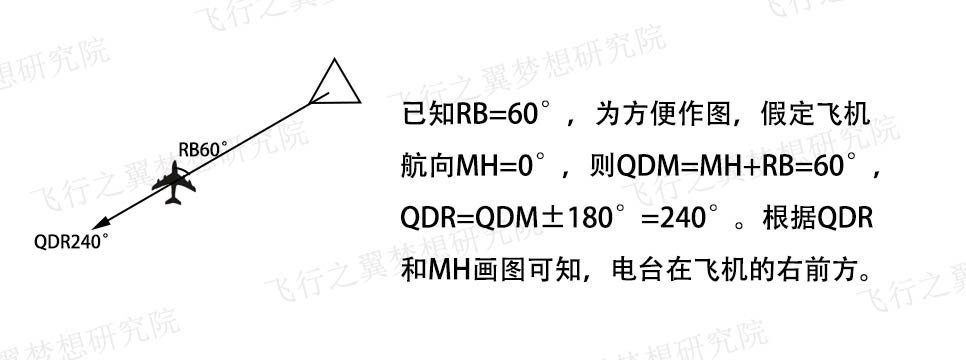 飞行之翼梦想研究院
飞行之翼梦想研究院
RB60°
QDR240°
已知RB=60°，为方便作图，假定飞机
航向MH=0°，则QDM=MH+RB=60°，
QDR=QDM±180°=240°。根据QDR
和MH画图可知，电台在飞机的右前方。
飞行之翼梦想研究院
飞行之翼梦想研究院
飞行之翼梦想研究院